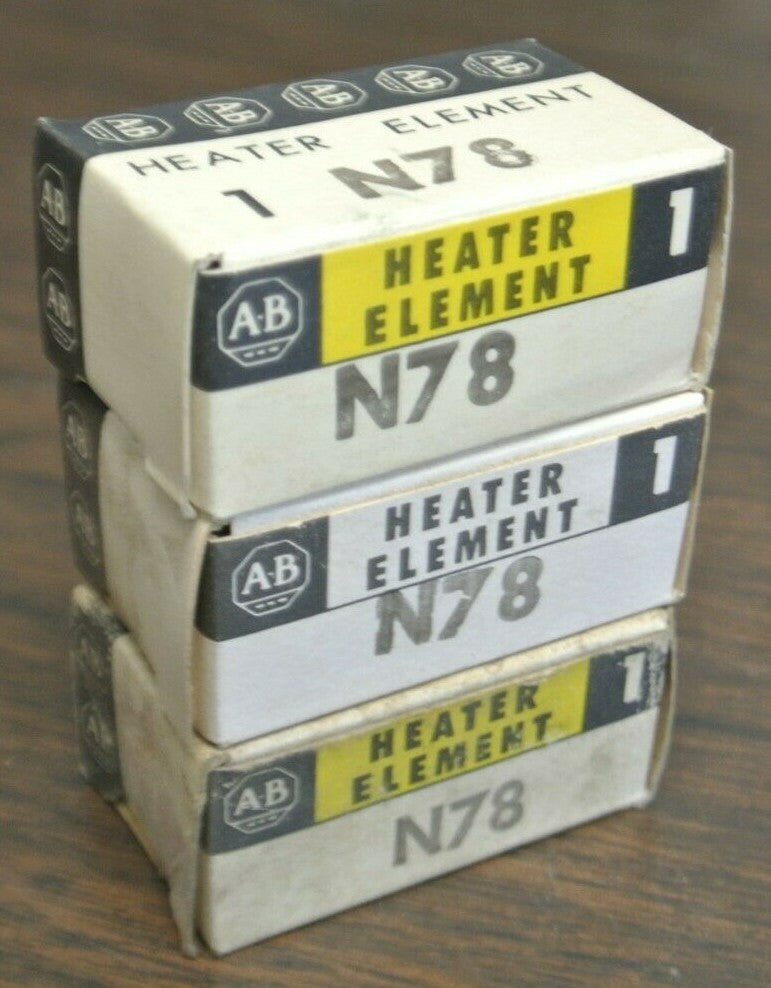 A-B A-B A-B A-B A-B
HEATER ELEMENT
1 N78
A-B
A-B
A-B HEATER ELEMENT 1
N78
A-B
A-B
A-B HEATER ELEMENT 1
N78
A-B
A-B HEATER ELEMENT 1
N78